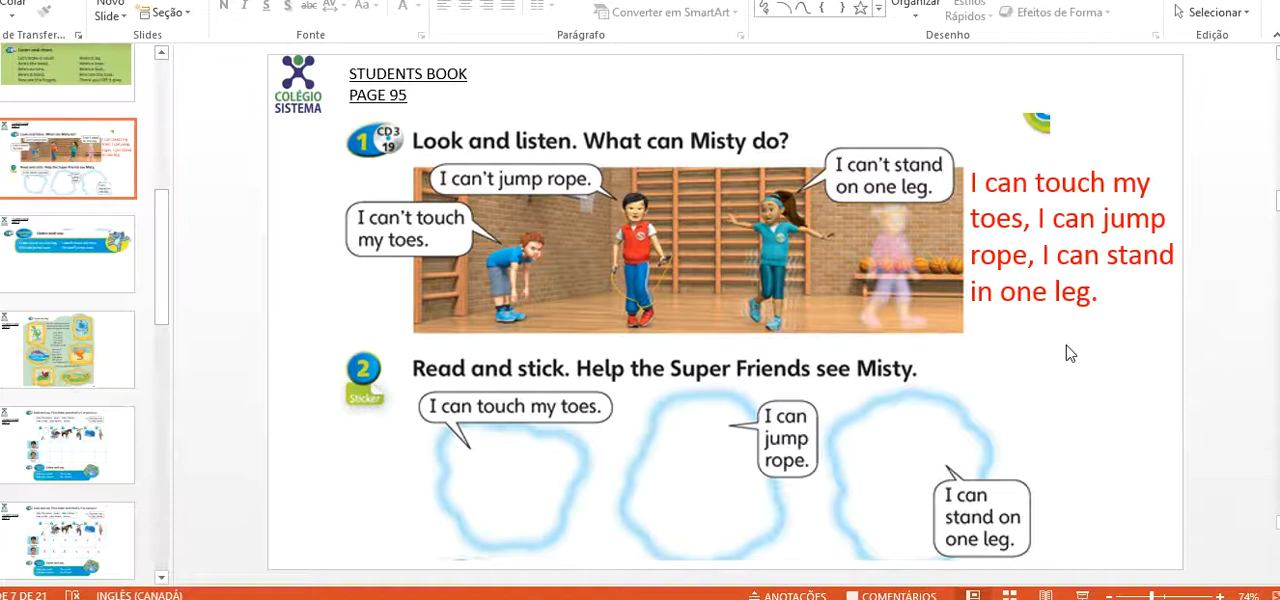 Colar
Novo
Slide
Seção
N I S S abc AV Aa A
Converter em SmartArt
Organizar
Estilos
Rápidos
Efeitos de Forma
Selecionar
de Transfer...
Slides
Fonte
Parágrafo
Desenho
Edição
COLÉGIO
SISTEMA
STUDENTS BOOK
PAGE 95
1 CD3
19
Look and listen. What can Misty do?
I can't jump rope.
I can't stand
on one leg.
I can't touch
my toes.
I can touch my
toes, I can jump
rope, I can stand
in one leg.
2
Sticker
Read and stick. Help the Super Friends see Misty.
I can touch my toes.
I can
jump
rope.
I can
stand on
one leg.
DE 7 DE 21
INGLÊS (CANADÁ)
ANOTAÇÕES
COMENTÁRIOS
74%